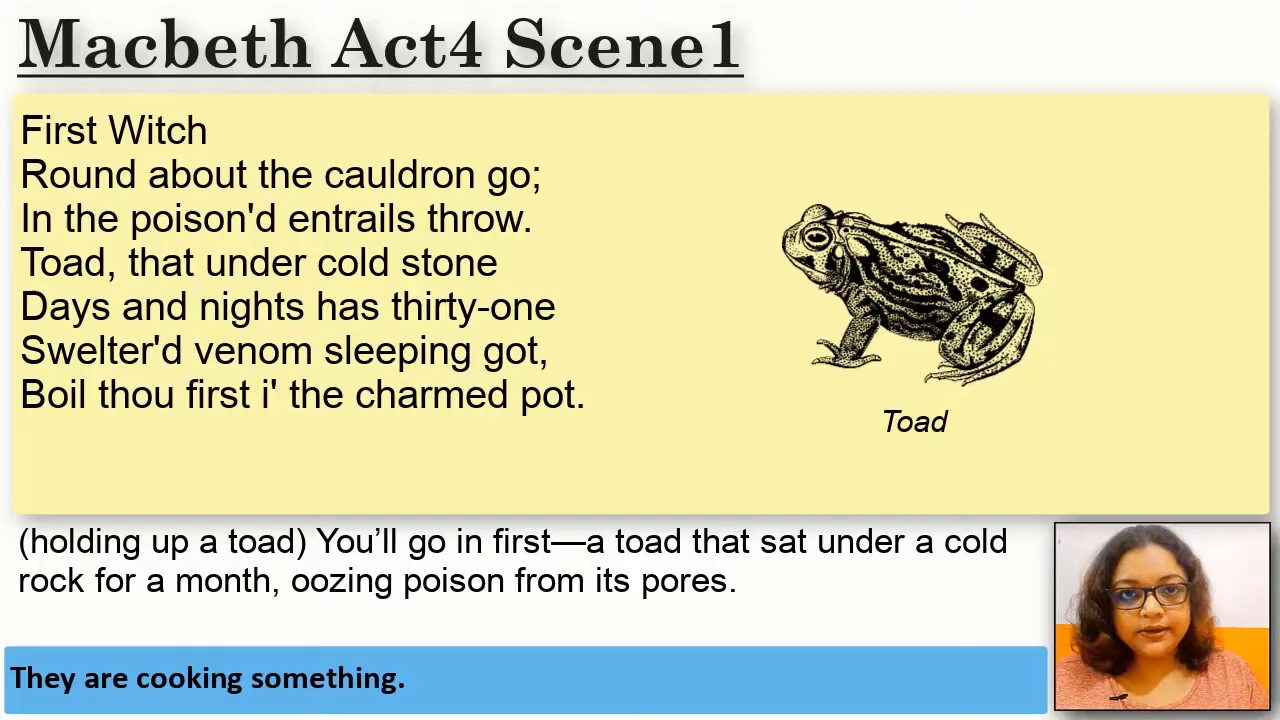 Macbeth Act4 Scene1
First Witch
Round about the cauldron go;
In the poison'd entrails throw.
Toad, that under cold stone
Days and nights has thirty-one
Swelter'd venom sleeping got,
Boil thou first i' the charmed pot.
Toad
(holding up a toad) You’ll go in first—a toad that sat under a cold
rock for a month, oozing poison from its pores.
They are cooking something.